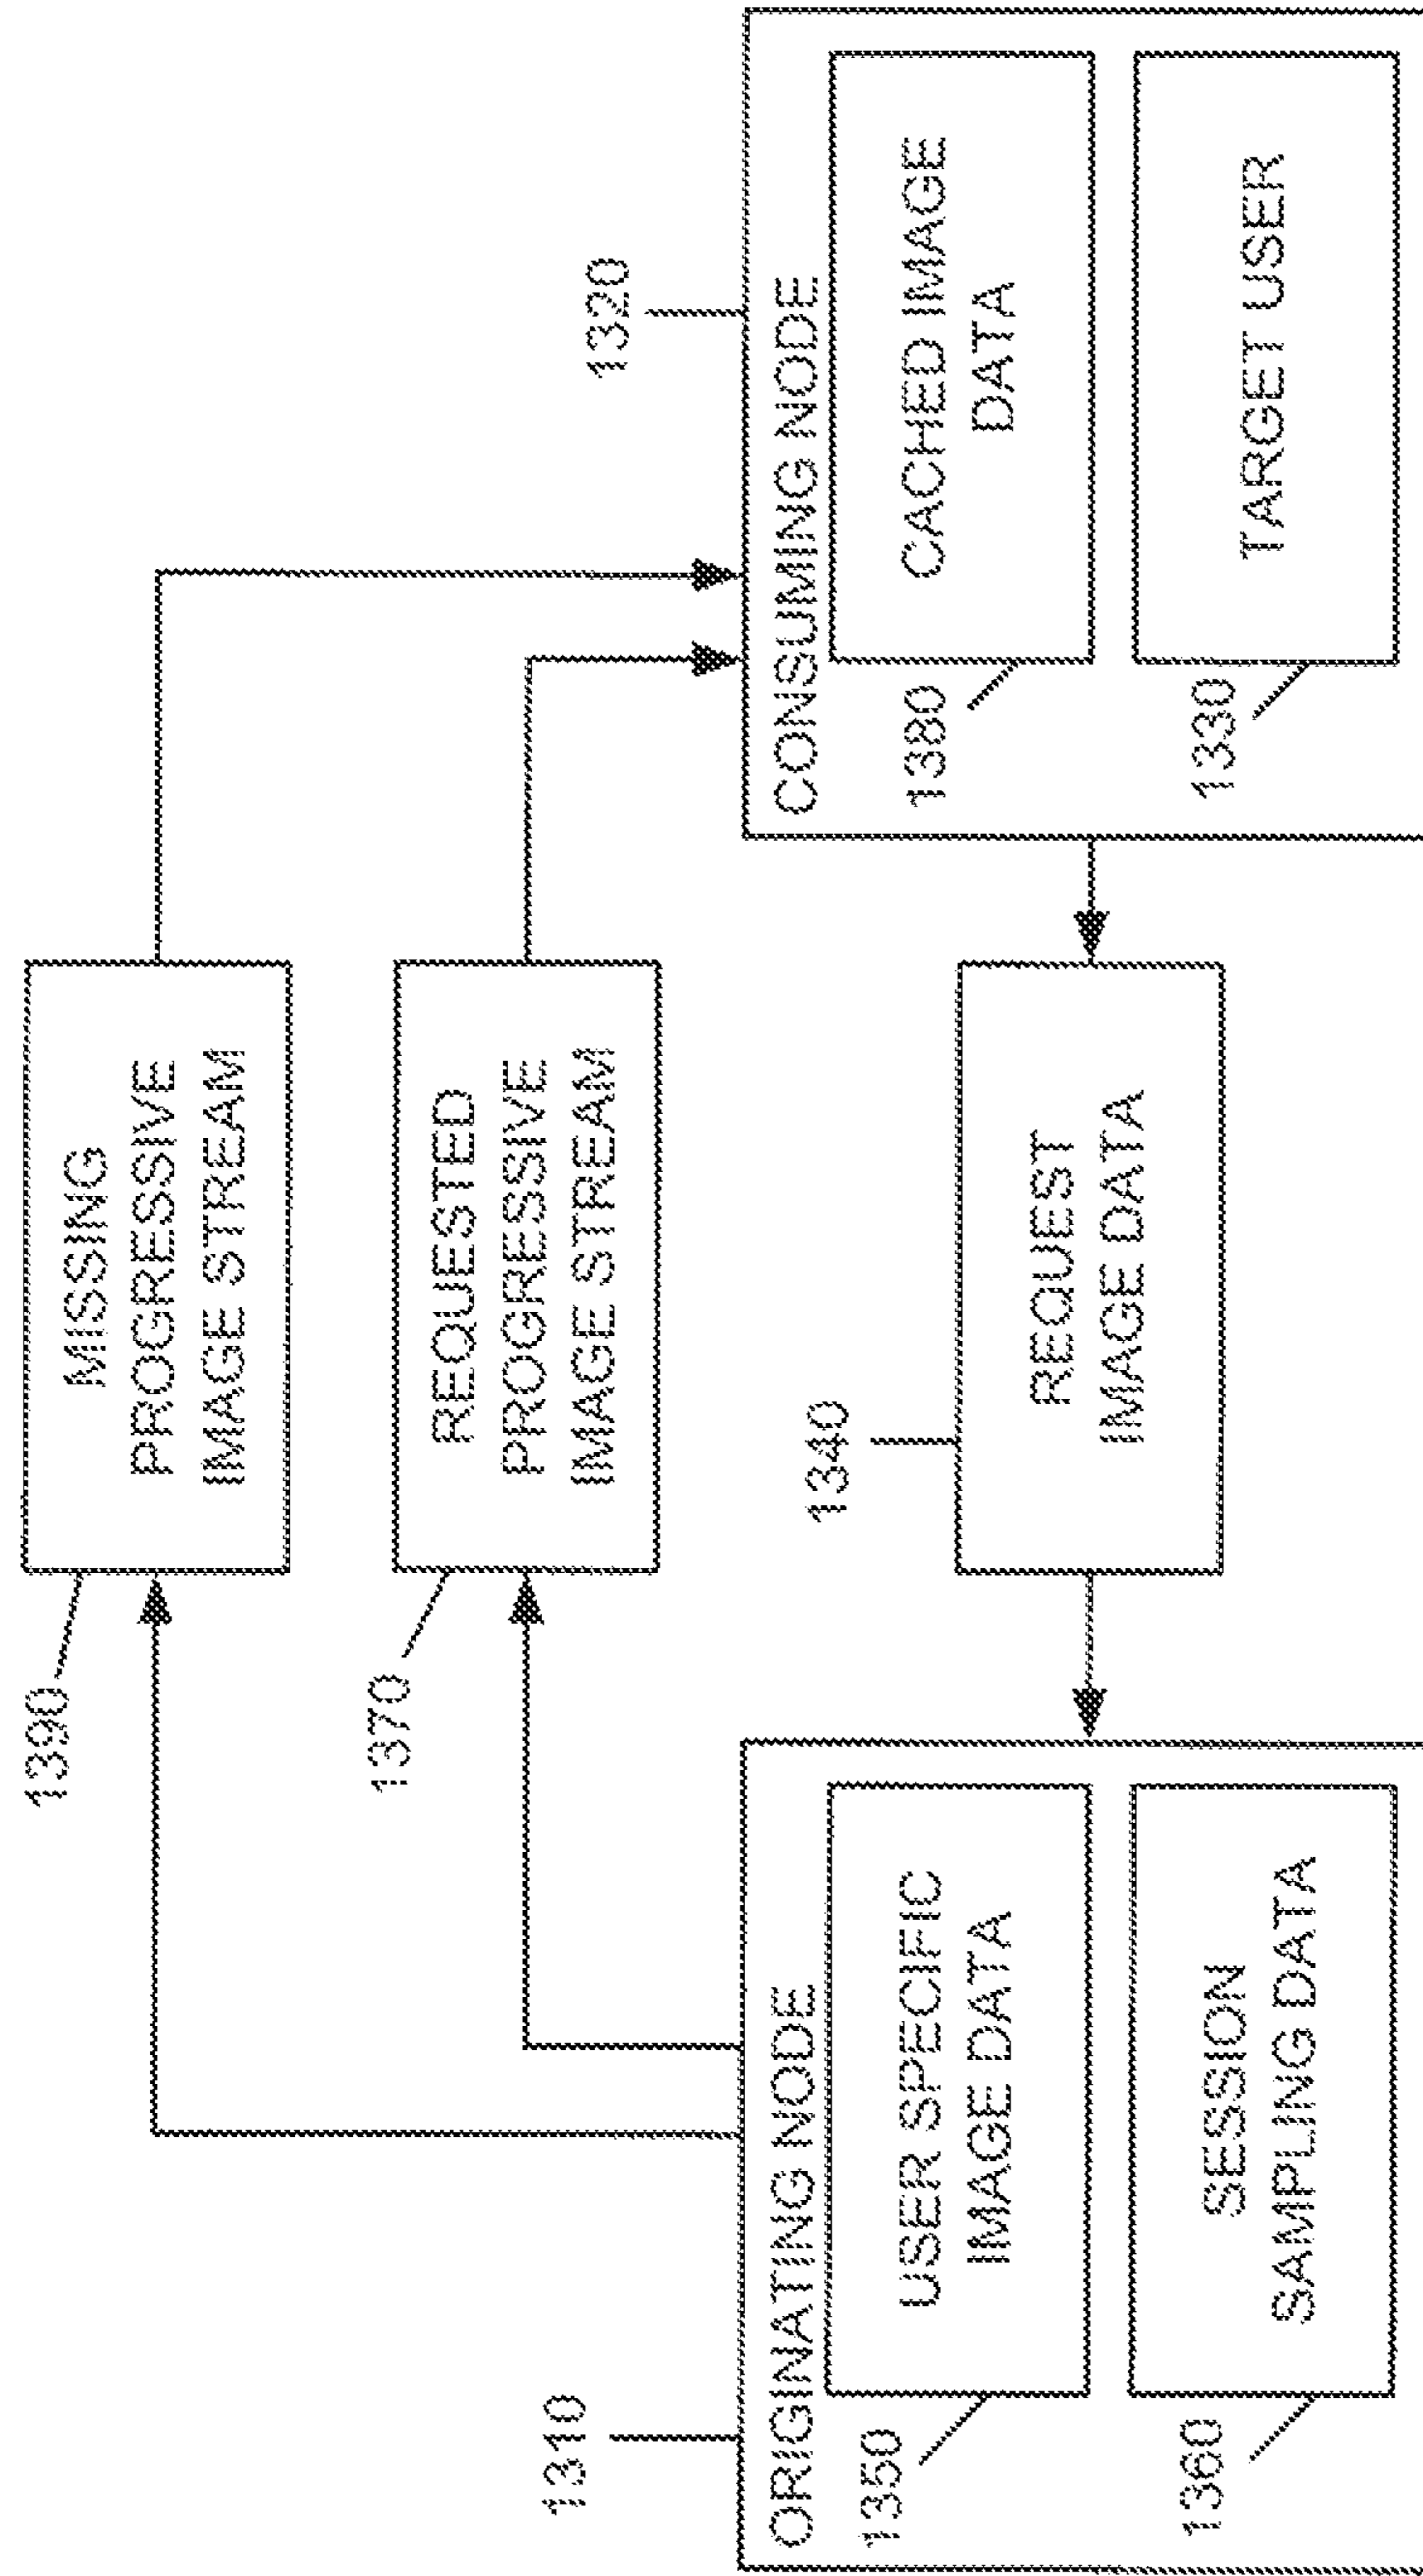 1390
MISSING
PROGRESSIVE
IMAGE STREAM
1370
REQUESTED
PROGRESSIVE
IMAGE STREAM
1310
ORIGINATING NODE
1350
USER SPECIFIC
IMAGE DATA
1360
SESSION
SAMPLING DATA
1340
REQUEST
IMAGE DATA
1320
CONSUMING NODE
1380
CACHED IMAGE
DATA
1330
TARGET USER